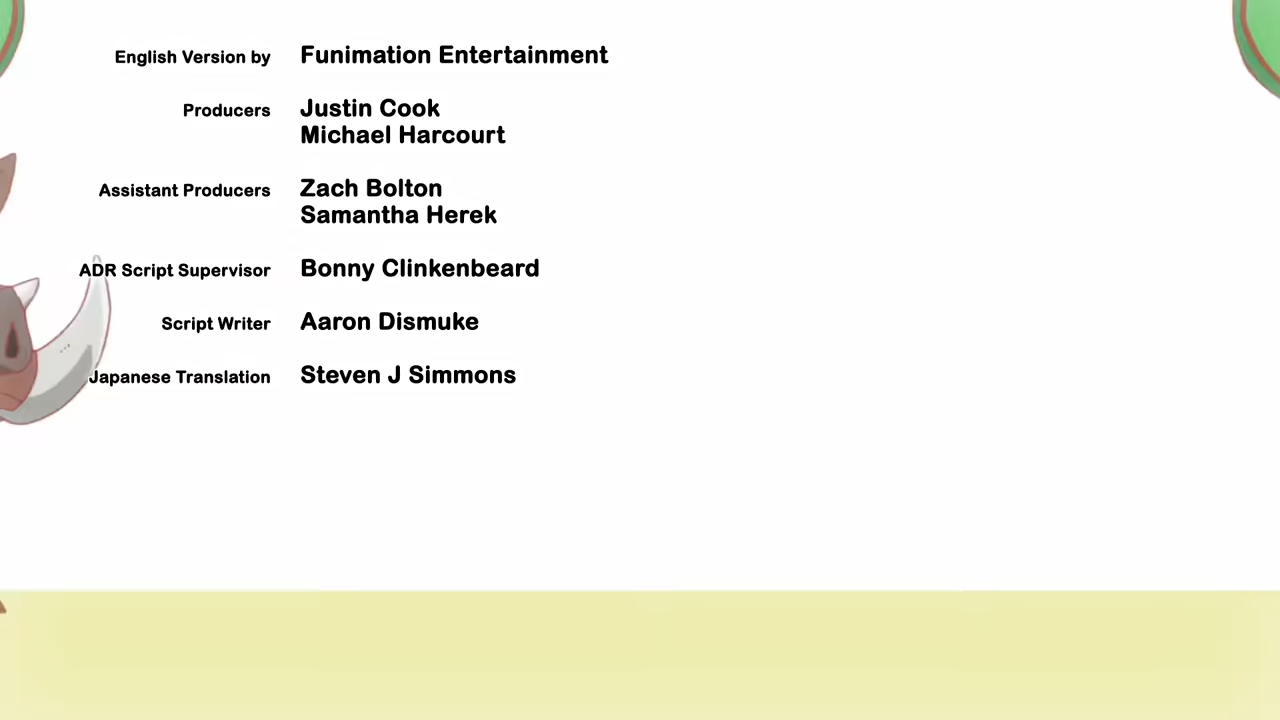 English Version by Funimation Entertainment
Producers Justin Cook
Michael Harcourt
Assistant Producers Zach Bolton
Samantha Herek
ADR Script Supervisor Bonny Clinkenbeard
Script Writer Aaron Dismuke
Japanese Translation Steven J Simmons